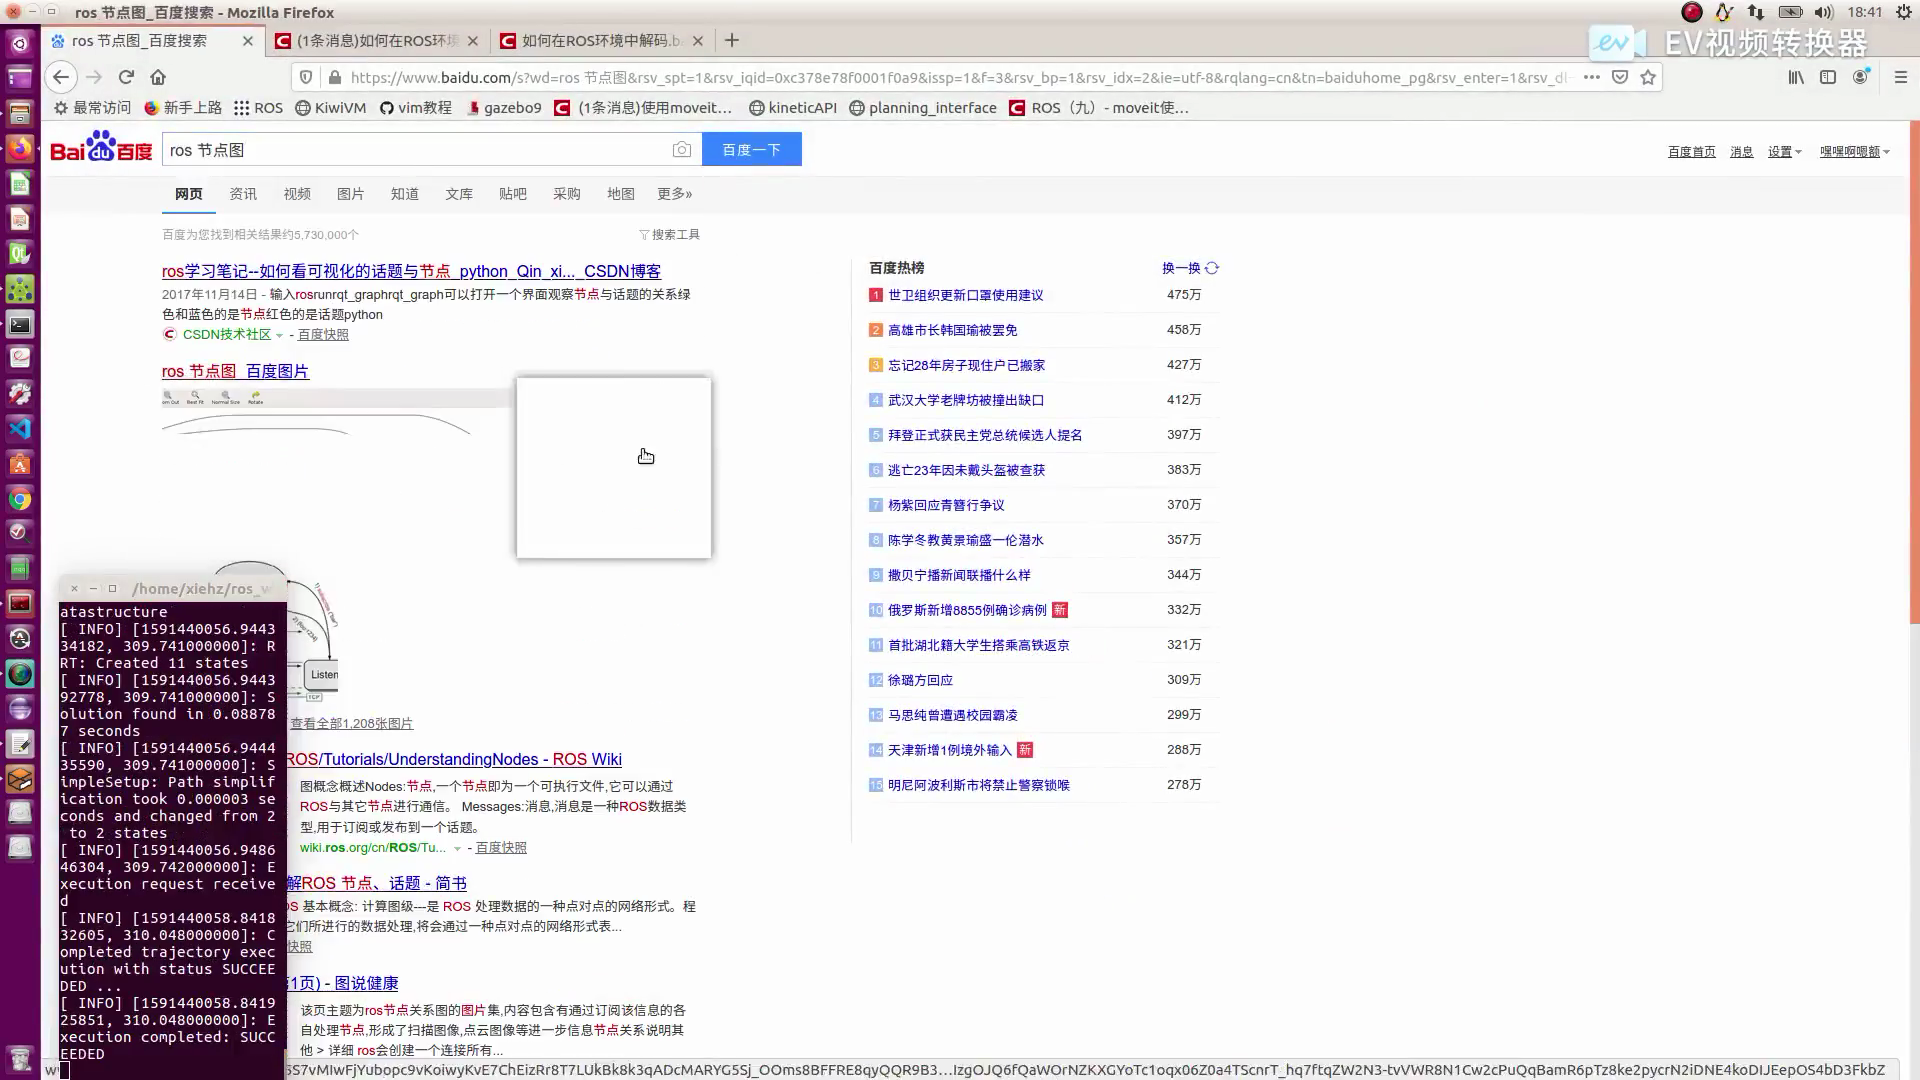 ros 节点图_百度搜索 - Mozilla Firefox
18:41
ros 节点图_百度搜索
(1条消息)如何在ROS环境
如何在ROS环境中解码.b
EV视频转换器
https://www.baidu.com/s?wd=ros 节点图&rsv_spt=1&rsv_iqid=0xc378e78f0001f0a9&issp=1&f=3&rsv_bp=1&rsv_idx=2&ie=utf-8&rqlang=cn&tn=baiduhome_pg&rsv_enter=1&rsv_dl
最常访问 新手上路 ROS KiwiVM vim教程 gazebo9 (1条消息)使用moveit… kineticAPI planning_interface ROS（九）- moveit使…
Bai du 百度
ros 节点图
百度一下
百度首页 消息 设置 嘿嘿啊嗯额
网页 资讯 视频 图片 知道 文库 贴吧 采购 地图 更多»
百度为您找到相关结果约5,730,000个
搜索工具
ros学习笔记--如何看可视化的话题与节点_python_Qin_xi..._CSDN博客
2017年11月14日 - 输入rosrunrqt_graphrqt_graph可以打开一个界面观察节点与话题的关系绿
色和蓝色的是节点红色的是话题python
CSDN技术社区 - 百度快照
ros 节点图_百度图片
om Out Best Fit Normal Size Rotate
Listen
查看全部1,208张图片
ROS/Tutorials/UnderstandingNodes - ROS Wiki
图概念概述Nodes:节点,一个节点即为一个可执行文件,它可以通过
ROS与其它节点进行通信。 Messages:消息,消息是一种ROS数据类
型,用于订阅或发布到一个话题。
wiki.ros.org/cn/ROS/Tu... - 百度快照
解ROS 节点、话题 - 简书
OS 基本概念: 计算图级---是 ROS 处理数据的一种点对点的网络形式。程
它们所进行的数据处理,将会通过一种点对点的网络形式表...
快照
第1页) - 图说健康
该页主题为ros节点关系图的图片集,内容包含有通过订阅该信息的各
自处理节点,形成了扫描图像,点云图像等进一步信息节点关系说明其
他 > 详细 ros会创建一个连接所有...
百度热榜
换一换
1 世卫组织更新口罩使用建议 475万
2 高雄市长韩国瑜被罢免 458万
3 忘记28年房子现住户已搬家 427万
4 武汉大学老牌坊被撞出缺口 412万
5 拜登正式获民主党总统候选人提名 397万
6 逃亡23年因未戴头盔被查获 383万
7 杨紫回应青簪行争议 370万
8 陈学冬教黄景瑜盛一伦潜水 357万
9 撒贝宁播新闻联播什么样 344万
10 俄罗斯新增8855例确诊病例 新 332万
11 首批湖北籍大学生搭乘高铁返京 321万
12 徐璐方回应 309万
13 马思纯曾遭遇校园霸凌 299万
14 天津新增1例境外输入 新 288万
15 明尼阿波利斯市将禁止警察锁喉 278万
/home/xiehz/ros_w
atastructure
[ INFO] [1591440056.9443
34182, 309.741000000]: R
RT: Created 11 states
[ INFO] [1591440056.9443
92778, 309.741000000]: S
olution found in 0.08878
7 seconds
[ INFO] [1591440056.9444
35590, 309.741000000]: S
impleSetup: Path simplif
ication took 0.000003 se
conds and changed from 2
to 2 states
[ INFO] [1591440056.9486
46304, 309.742000000]: E
xecution request receive
d
[ INFO] [1591440058.8418
32605, 310.048000000]: C
ompleted trajectory exec
ution with status SUCCEE
DED ...
[ INFO] [1591440058.8419
25851, 310.048000000]: E
xecution completed: SUCC
EEDED